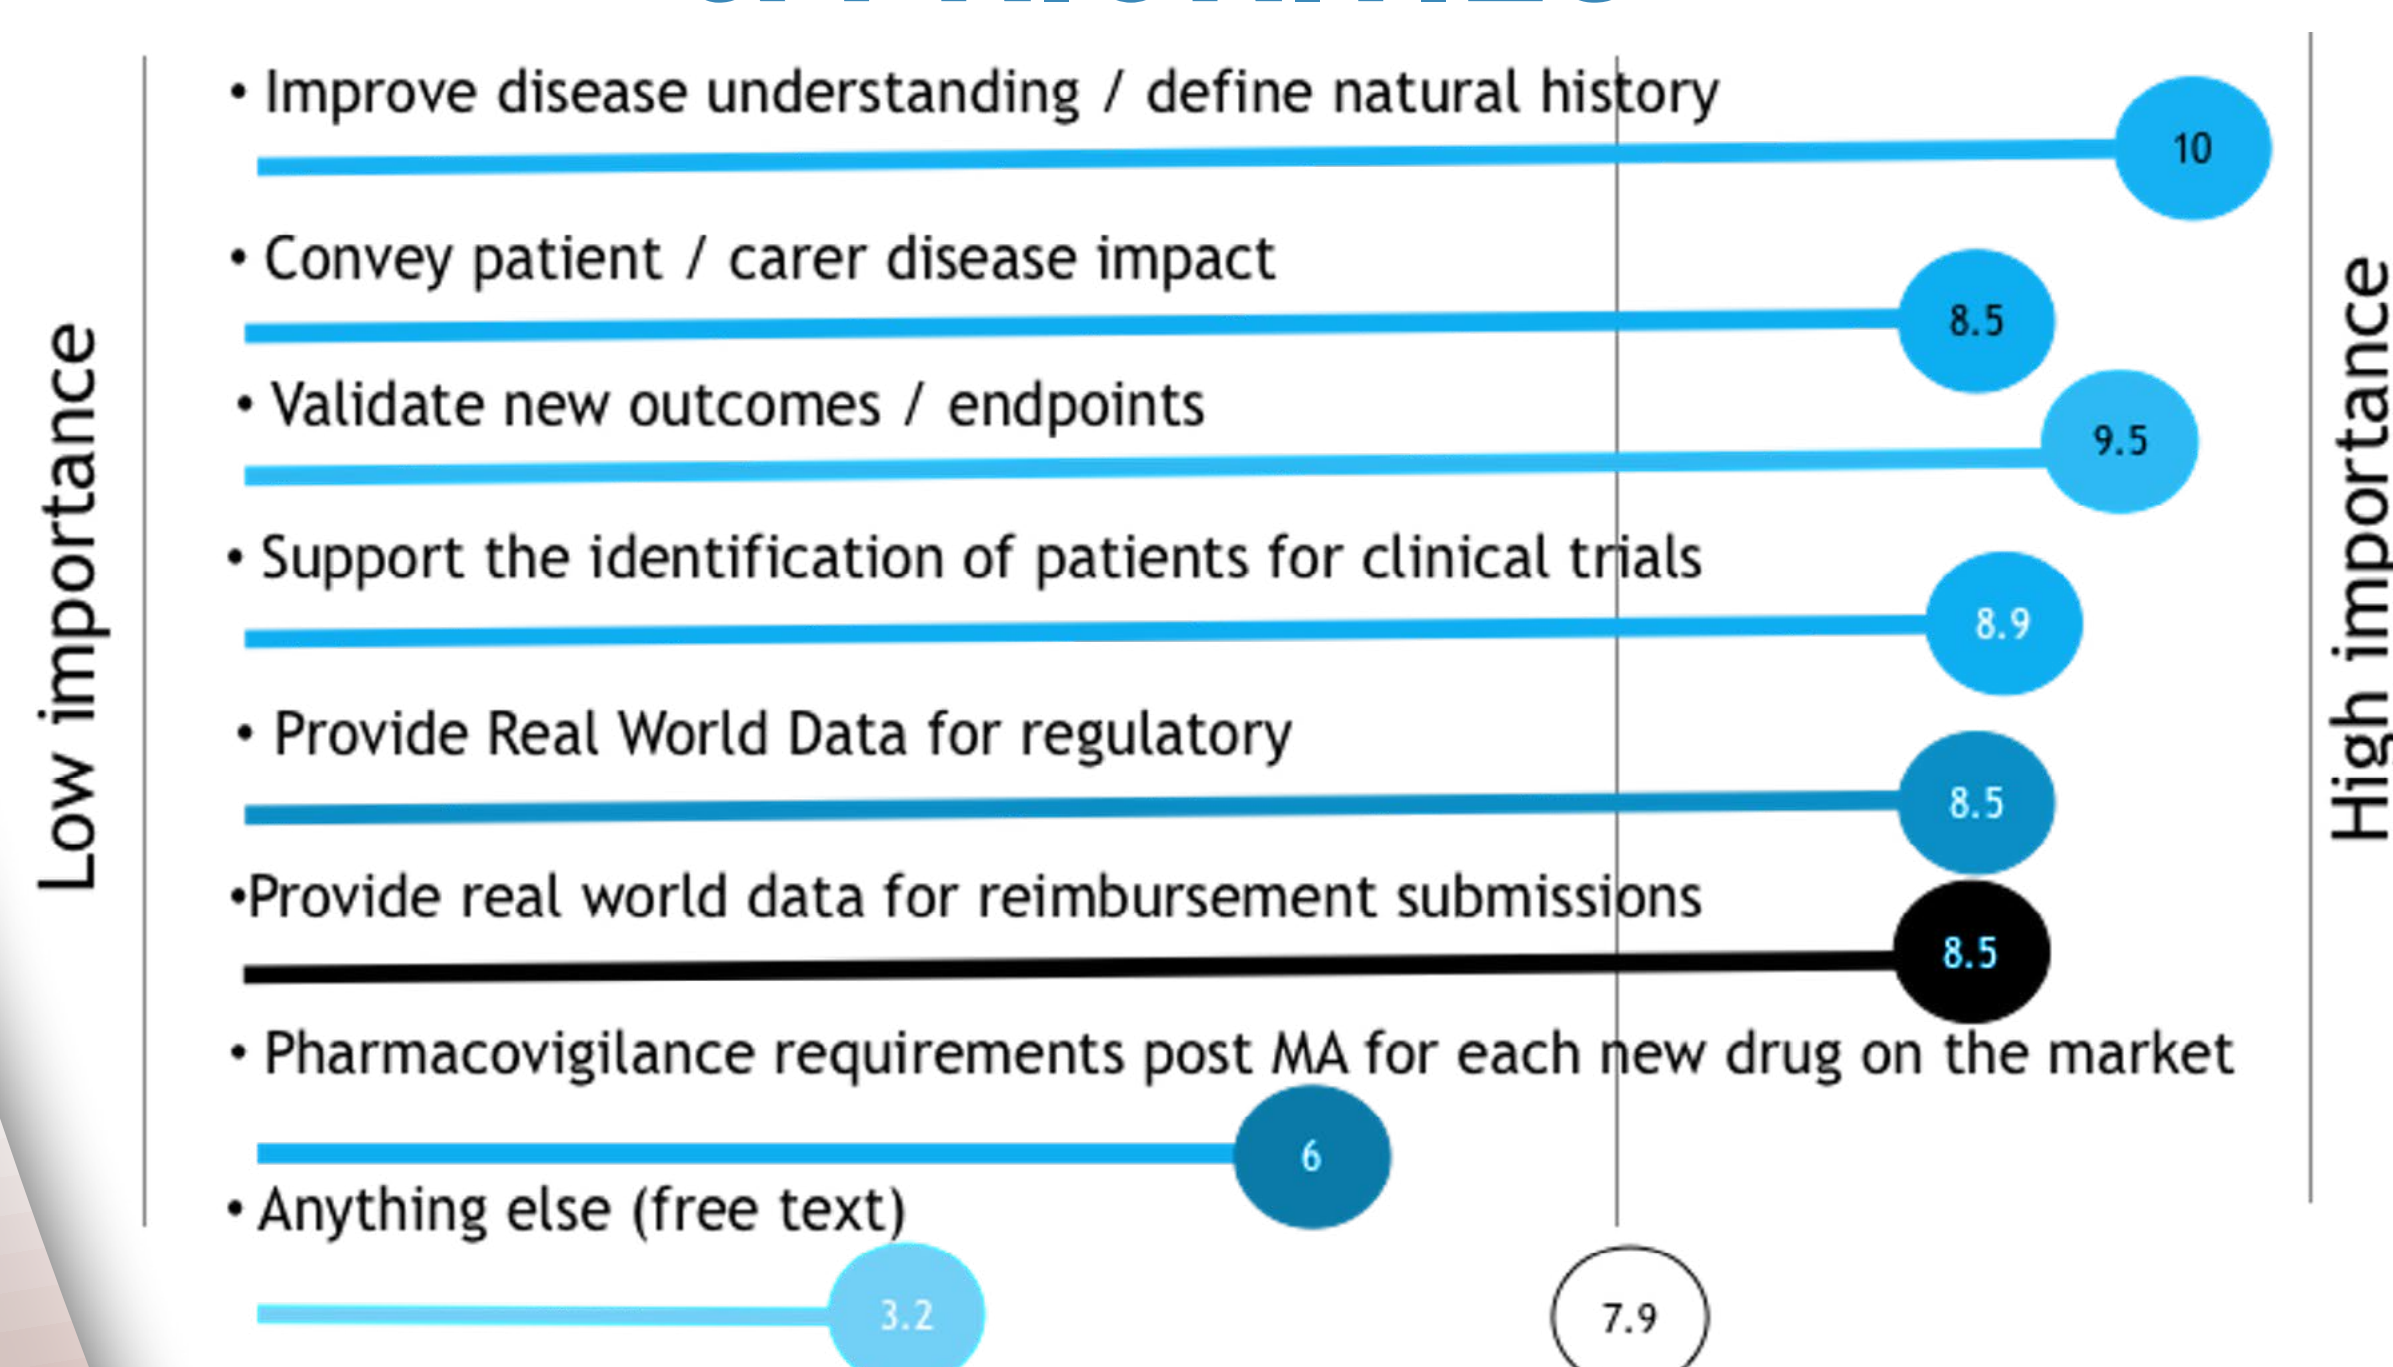 • Improve disease understanding / define natural history
10
• Convey patient / carer disease impact
8.5
• Validate new outcomes / endpoints
9.5
• Support the identification of patients for clinical trials
8.9
• Provide Real World Data for regulatory
8.5
•Provide real world data for reimbursement submissions
8.5
• Pharmacovigilance requirements post MA for each new drug on the market
6
• Anything else (free text)
3.2
7.9
Low importance
High importance